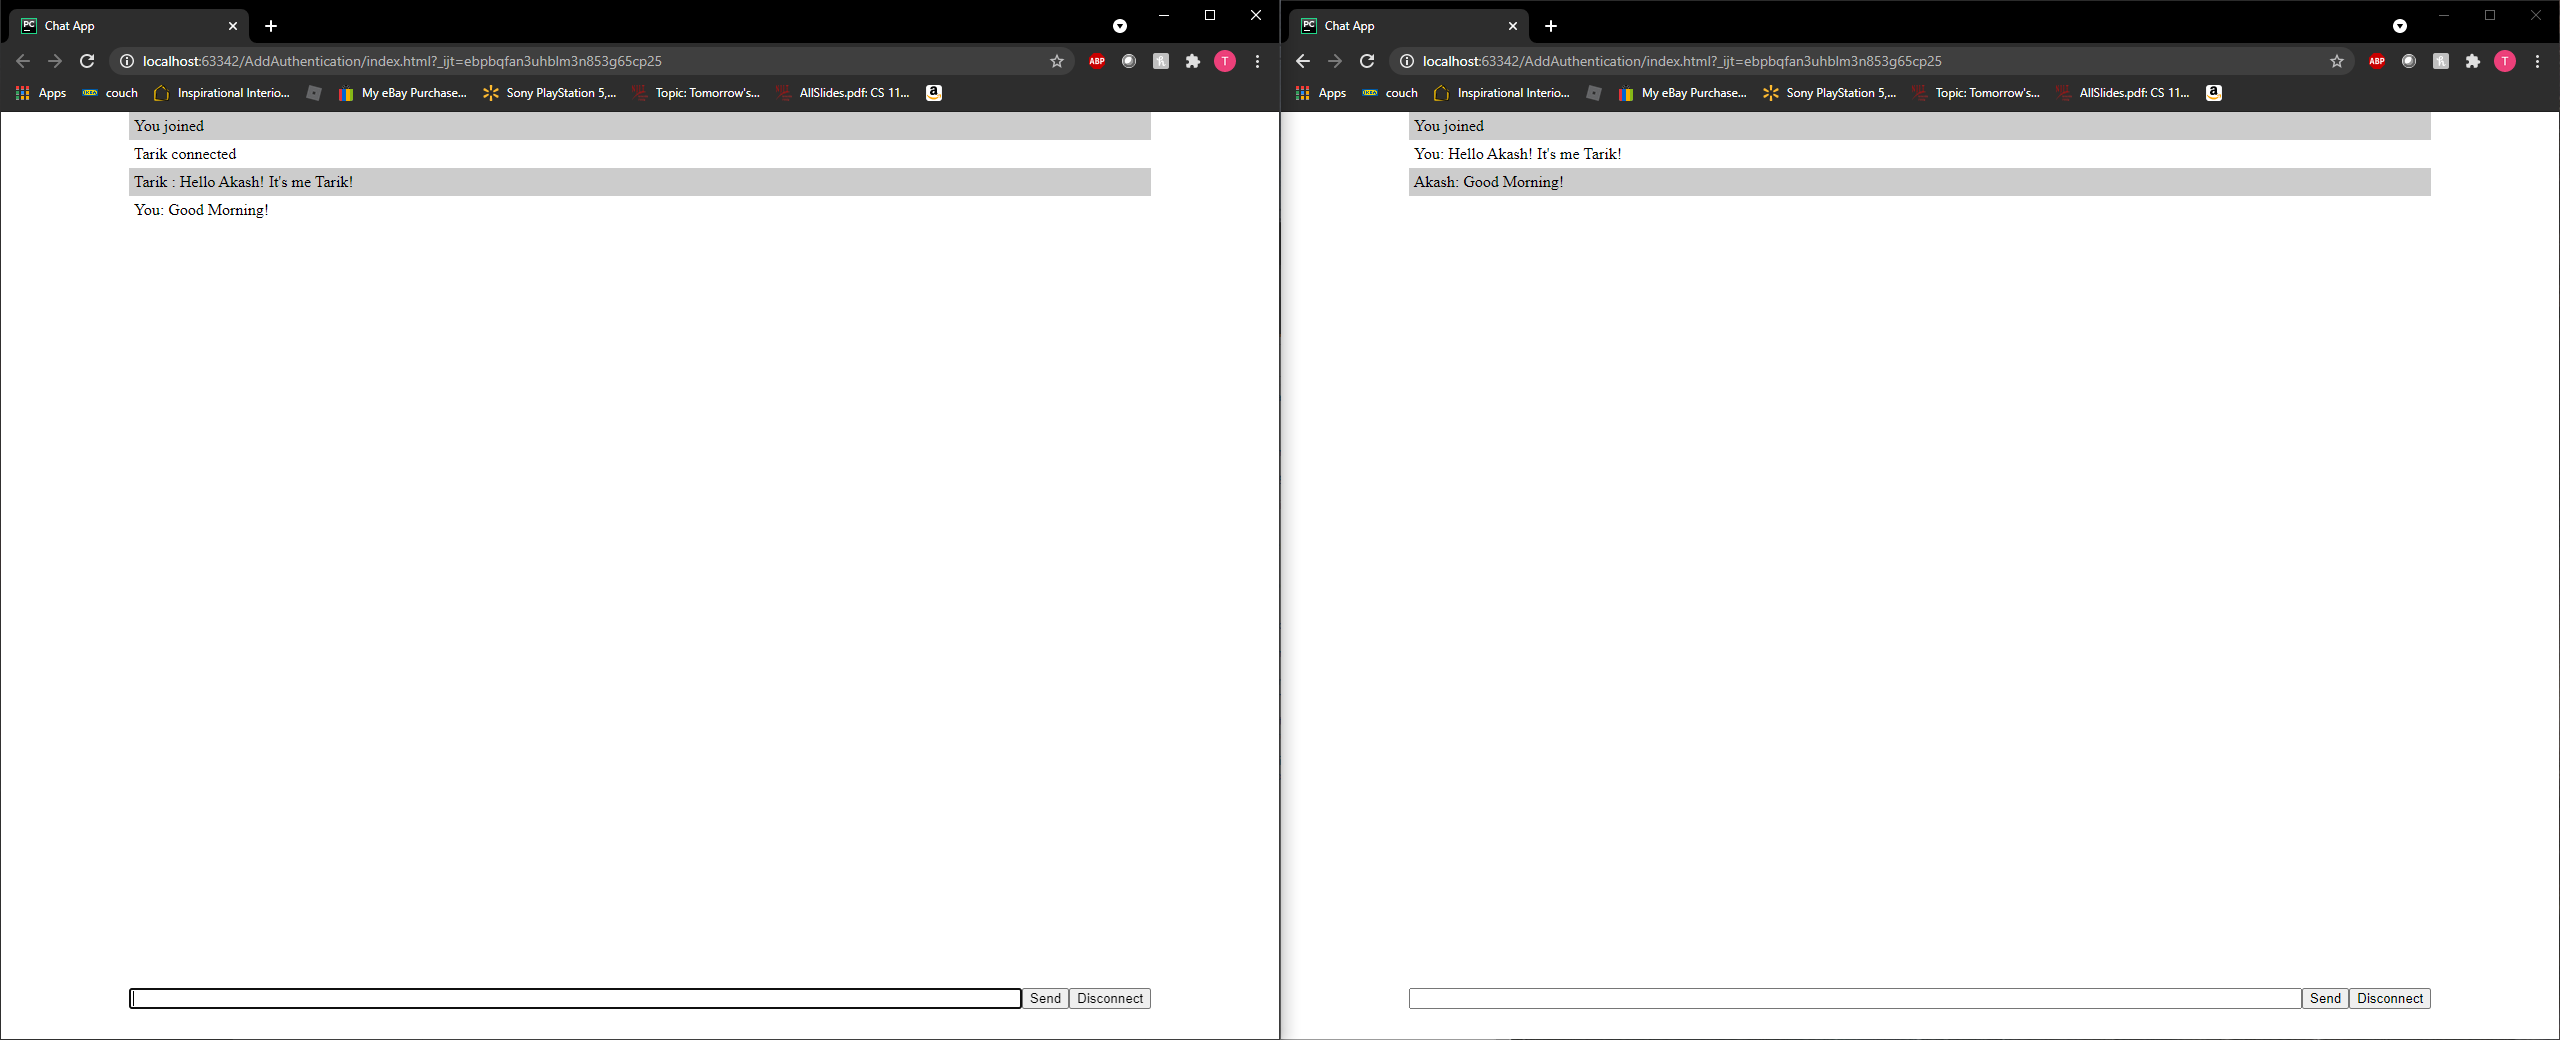 Chat App
localhost:63342/AddAuthentication/index.html?_ijt=ebpbqfan3uhblm3n853g65cp25
ABP
T
Apps couch Inspirational Interio... My eBay Purchase... Sony PlayStation 5,... Topic: Tomorrow's... AllSlides.pdf: CS 11...
You joined
Tarik connected
Tarik : Hello Akash! It's me Tarik!
You: Good Morning!
Send Disconnect
Chat App
localhost:63342/AddAuthentication/index.html?_ijt=ebpbqfan3uhblm3n853g65cp25
ABP
T
Apps couch Inspirational Interio... My eBay Purchase... Sony PlayStation 5,... Topic: Tomorrow's... AllSlides.pdf: CS 11...
You joined
You: Hello Akash! It's me Tarik!
Akash: Good Morning!
Send Disconnect